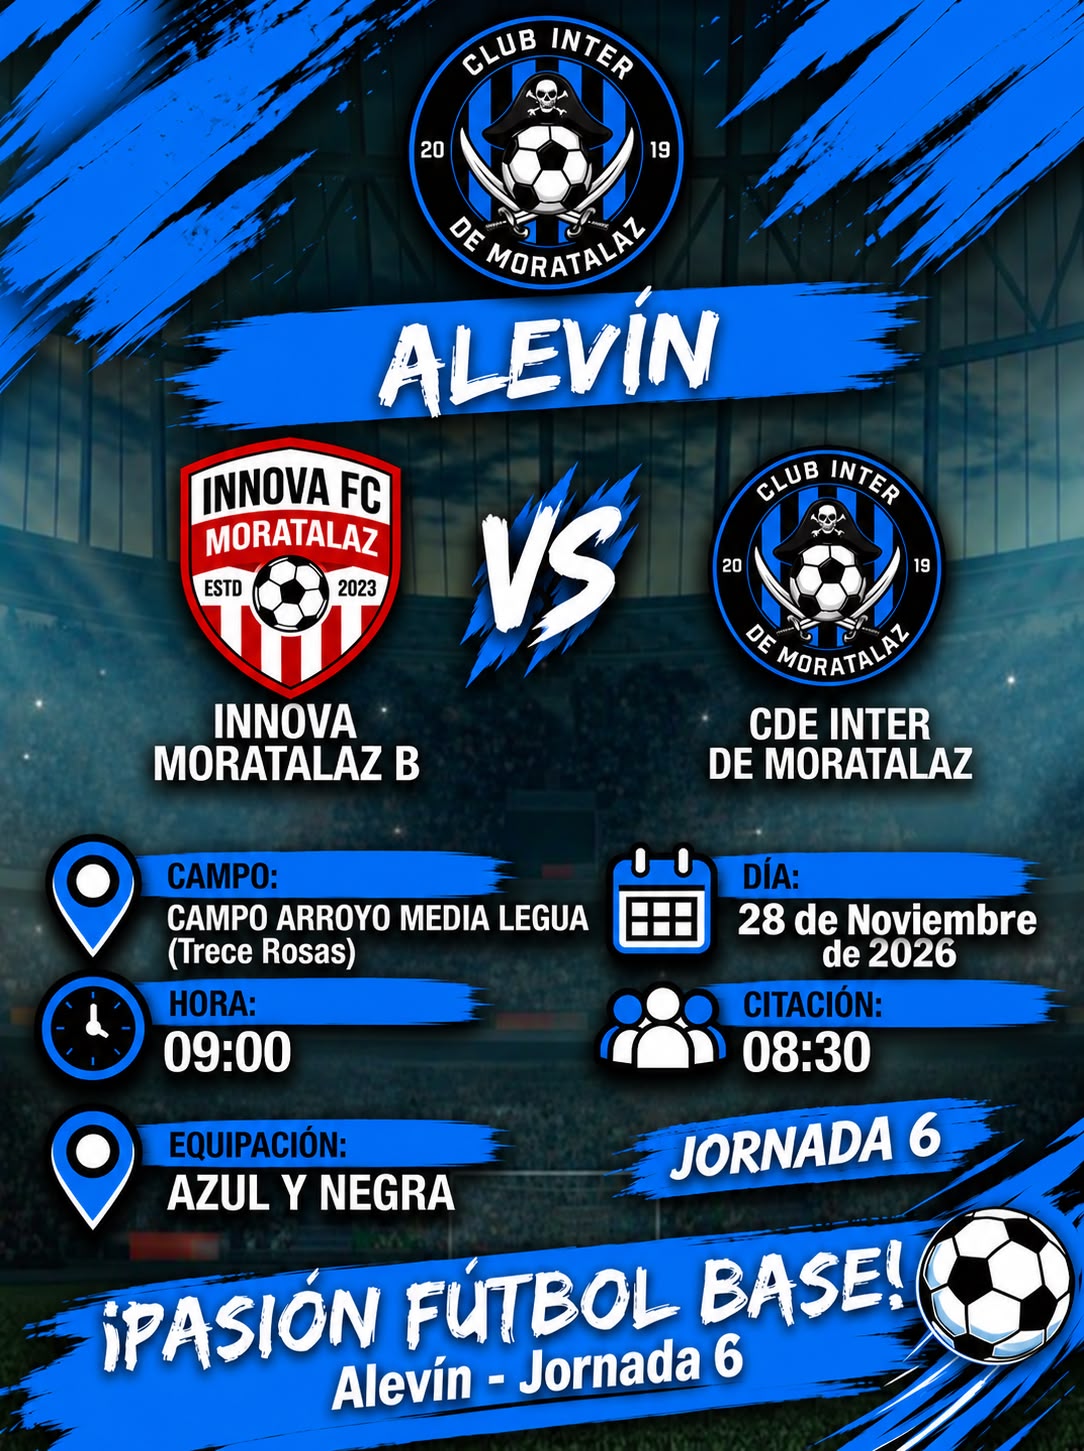 CLUB INTER
20 19
DE MORATALAZ
ALEVÍN
INNOVA FC
MORATALAZ
ESTD 2023
VS
CLUB INTER
20 19
DE MORATALAZ
INNOVA
MORATALAZ B
CDE INTER
DE MORATALAZ
CAMPO:
CAMPO ARROYO MEDIA LEGUA
(Trece Rosas)
DÍA:
28 de Noviembre
de 2026
HORA:
09:00
CITACIÓN:
08:30
EQUIPACIÓN:
AZUL Y NEGRA
JORNADA 6
¡PASIÓN FÚTBOL BASE!
Alevín - Jornada 6